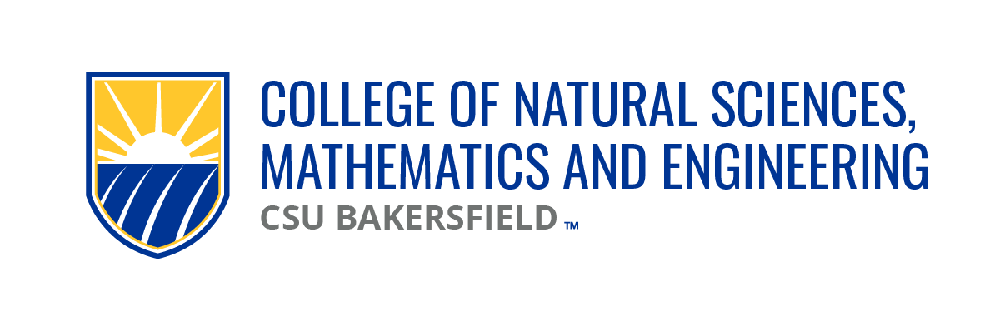 COLLEGE OF NATURAL SCIENCES,
MATHEMATICS AND ENGINEERING
CSU BAKERSFIELD ™